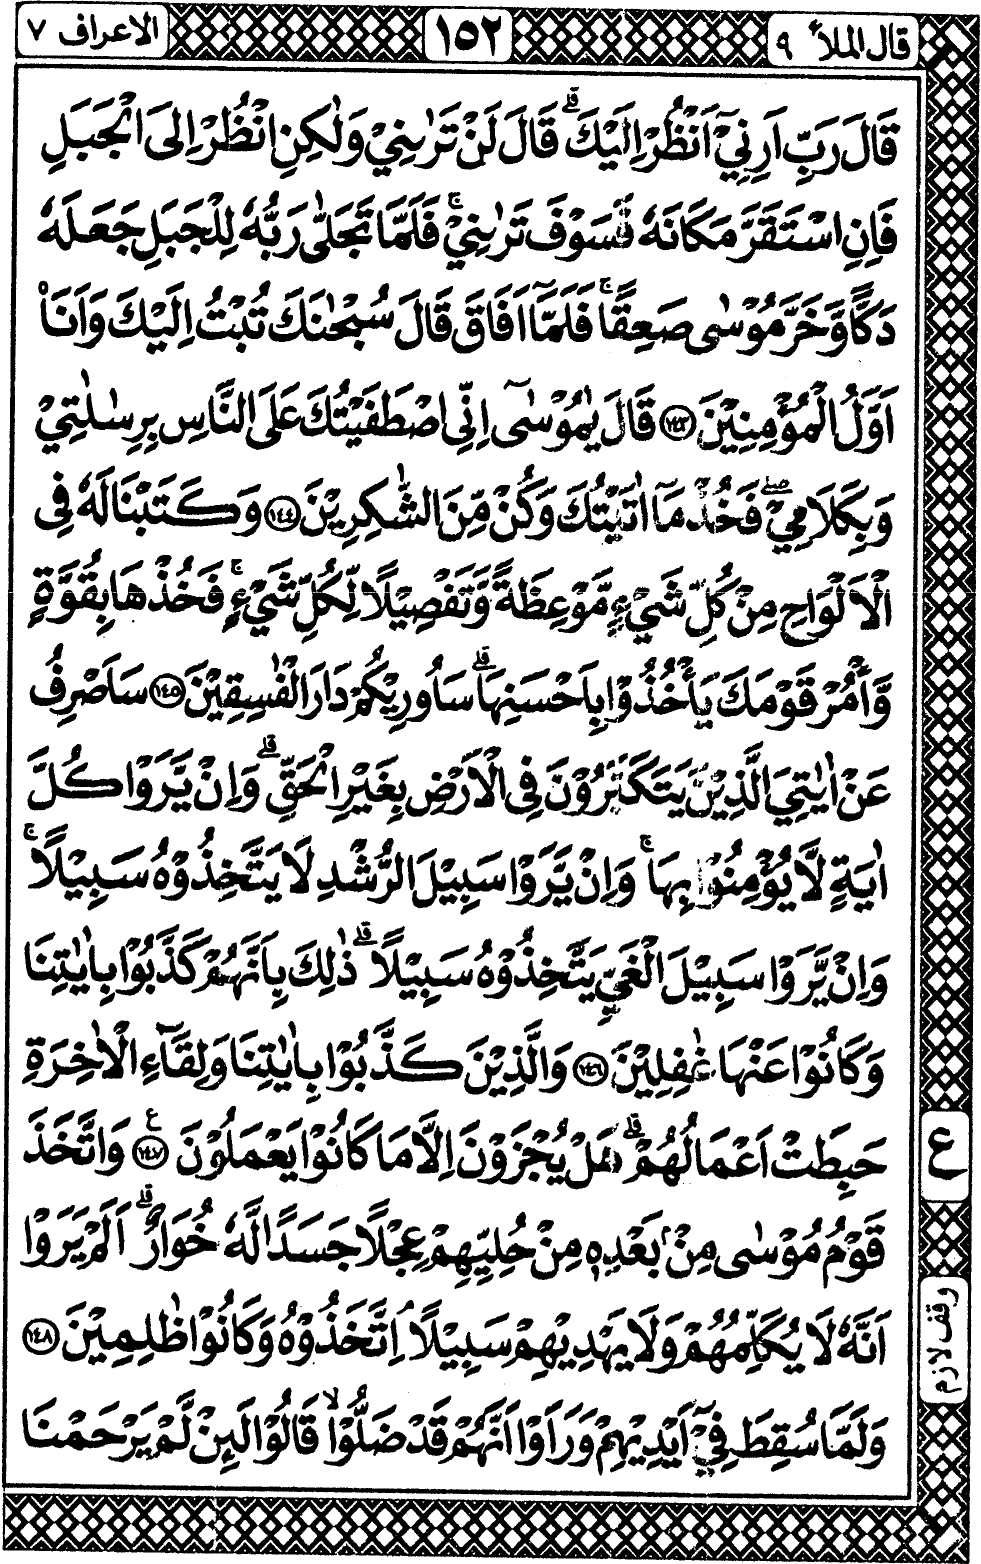 قال الملأ ٩ ١٥٢ الاعراف ٧
قَالَ رَبِّ اَرِنِيْٓ اَنْظُرْ اِلَيْكَ ۗ قَالَ لَنْ تَرٰىنِيْ وَلٰكِنِ انْظُرْ اِلَى الْجَبَلِ
فَاِنِ اسْتَقَرَّ مَكَانَهٗ فَسَوْفَ تَرٰىنِيْ ۚ فَلَمَّا تَجَلّٰى رَبُّهٗ لِلْجَبَلِ جَعَلَهٗ
دَكًّا وَّخَرَّ مُوْسٰى صَعِقًا ۚ فَلَمَّآ اَفَاقَ قَالَ سُبْحٰنَكَ تُبْتُ اِلَيْكَ وَاَنَا۠
اَوَّلُ الْمُؤْمِنِيْنَ ﴿١٤٣﴾ قَالَ يٰمُوْسٰٓى اِنِّى اصْطَفَيْتُكَ عَلَى النَّاسِ بِرِسٰلٰتِيْ
وَبِكَلَامِيْ ۖ فَخُذْ مَآ اٰتَيْتُكَ وَكُنْ مِّنَ الشّٰكِرِيْنَ ﴿١٤٤﴾ وَكَتَبْنَا لَهٗ فِى
الْاَلْوَاحِ مِنْ كُلِّ شَيْءٍ مَّوْعِظَةً وَّتَفْصِيْلًا لِّكُلِّ شَيْءٍ ۚ فَخُذْهَا بِقُوَّةٍ
وَّاْمُرْ قَوْمَكَ يَاْخُذُوْا بِاَحْسَنِهَا ۗ سَاُورِيْكُمْ دَارَ الْفٰسِقِيْنَ ﴿١٤٥﴾ سَاَصْرِفُ
عَنْ اٰيٰتِيَ الَّذِيْنَ يَتَكَبَّرُوْنَ فِى الْاَرْضِ بِغَيْرِ الْحَقِّ ۗ وَاِنْ يَّرَوْا كُلَّ
اٰيَةٍ لَّا يُؤْمِنُوْا بِهَا ۚ وَاِنْ يَّرَوْا سَبِيْلَ الرُّشْدِ لَا يَتَّخِذُوْهُ سَبِيْلًا ۚ
وَاِنْ يَّرَوْا سَبِيْلَ الْغَيِّ يَتَّخِذُوْهُ سَبِيْلًا ۗ ذٰلِكَ بِاَنَّهُمْ كَذَّبُوْا بِاٰيٰتِنَا
وَكَانُوْا عَنْهَا غٰفِلِيْنَ ﴿١٤٦﴾ وَالَّذِيْنَ كَذَّبُوْا بِاٰيٰتِنَا وَلِقَآءِ الْاٰخِرَةِ
حَبِطَتْ اَعْمَالُهُمْ ۗ هَلْ يُجْزَوْنَ اِلَّا مَا كَانُوْا يَعْمَلُوْنَ ﴿١٤٧﴾ ع وَاتَّخَذَ
ع
قَوْمُ مُوْسٰى مِنْۢ بَعْدِهٖ مِنْ حُلِيِّهِمْ عِجْلًا جَسَدًا لَّهٗ خُوَارٌ ۗ اَلَمْ يَرَوْا
اَنَّهٗ لَا يُكَلِّمُهُمْ وَلَا يَهْدِيْهِمْ سَبِيْلًا ۘ اِتَّخَذُوْهُ وَكَانُوْا ظٰلِمِيْنَ ﴿١٤٨﴾
وقف لازم
وَلَمَّا سُقِطَ فِيْٓ اَيْدِيْهِمْ وَرَاَوْا اَنَّهُمْ قَدْ ضَلُّوْا ۙ قَالُوْا لَىِٕنْ لَّمْ يَرْحَمْنَا